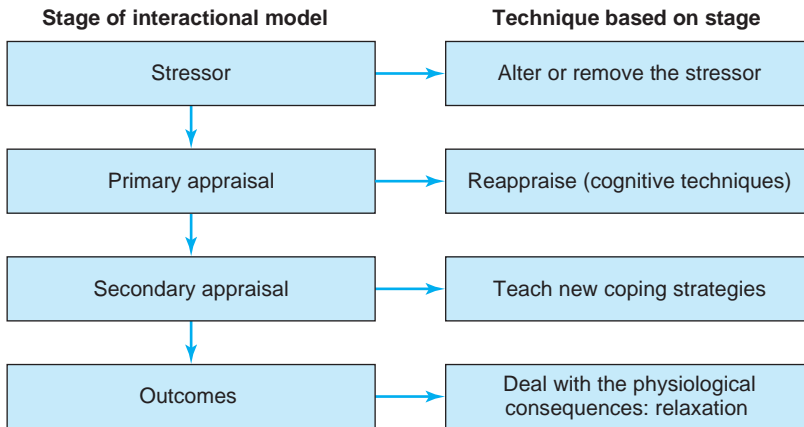 Stage of interactional model
Technique based on stage
Stressor
Alter or remove the stressor
Primary appraisal
Reappraise (cognitive techniques)
Secondary appraisal
Teach new coping strategies
Outcomes
Deal with the physiological
consequences: relaxation